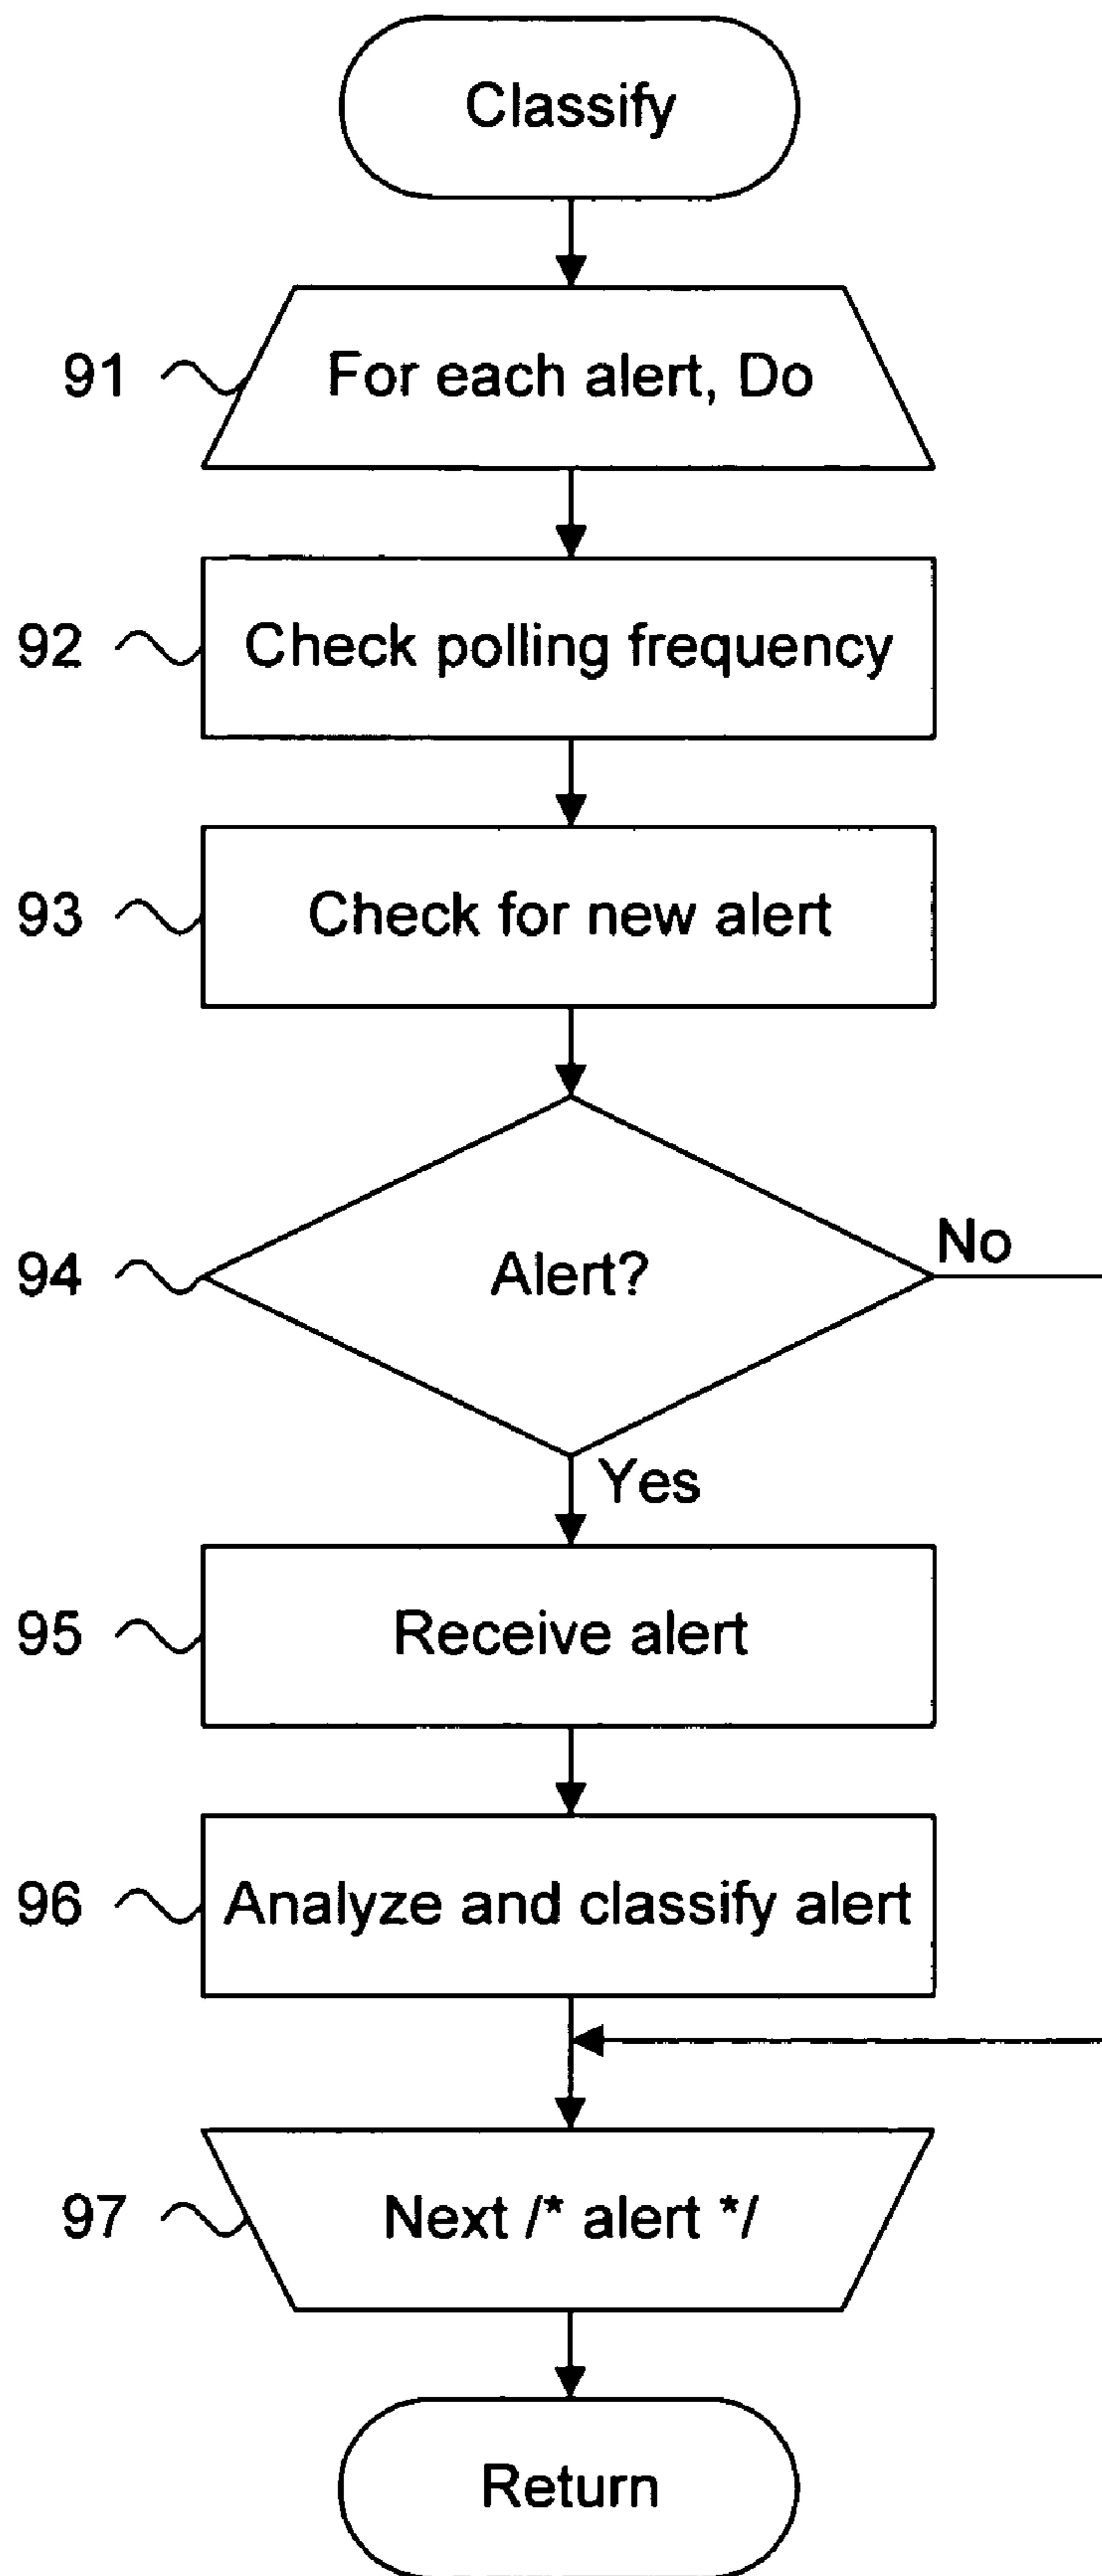 Classify
91 For each alert, Do
92 Check polling frequency
93 Check for new alert
94 Alert? No
Yes
95 Receive alert
96 Analyze and classify alert
97 Next /* alert */
Return